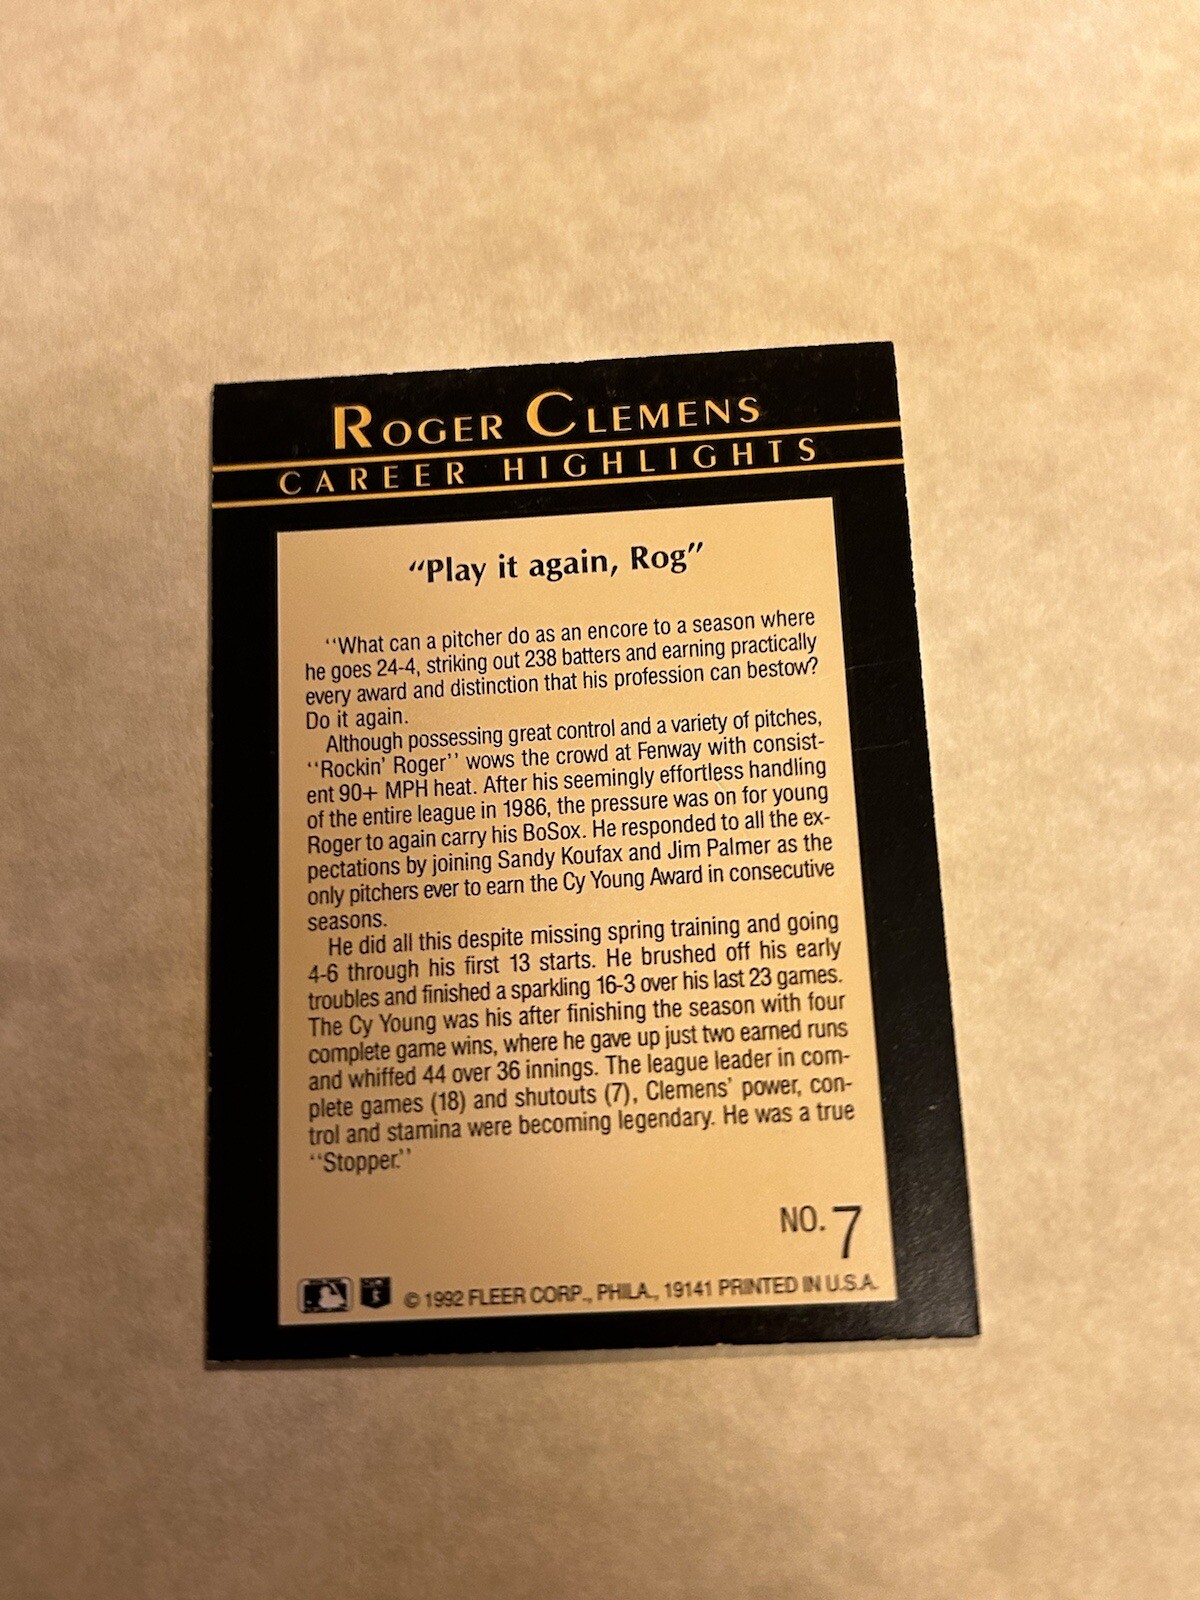 ROGER CLEMENS
CAREER HIGHLIGHTS
“Play it again, Rog”
‘‘What can a pitcher do as an encore to a season where
he goes 24-4, striking out 238 batters and earning practically
every award and distinction that his profession can bestow?
Do it again.
Although possessing great control and a variety of pitches,
‘‘Rockin’ Roger’’ wows the crowd at Fenway with consist-
ent 90+ MPH heat. After his seemingly effortless handling
of the entire league in 1986, the pressure was on for young
Roger to again carry his BoSox. He responded to all the ex-
pectations by joining Sandy Koufax and Jim Palmer as the
only pitchers ever to earn the Cy Young Award in consecutive
seasons.
He did all this despite missing spring training and going
4-6 through his first 13 starts. He brushed off his early
troubles and finished a sparkling 16-3 over his last 23 games.
The Cy Young was his after finishing the season with four
complete game wins, where he gave up just two earned runs
and whiffed 44 over 36 innings. The league leader in com-
plete games (18) and shutouts (7), Clemens’ power, con-
trol and stamina were becoming legendary. He was a true
‘‘Stopper.’’
NO. 7
© 1992 FLEER CORP., PHILA., 19141 PRINTED IN U.S.A.